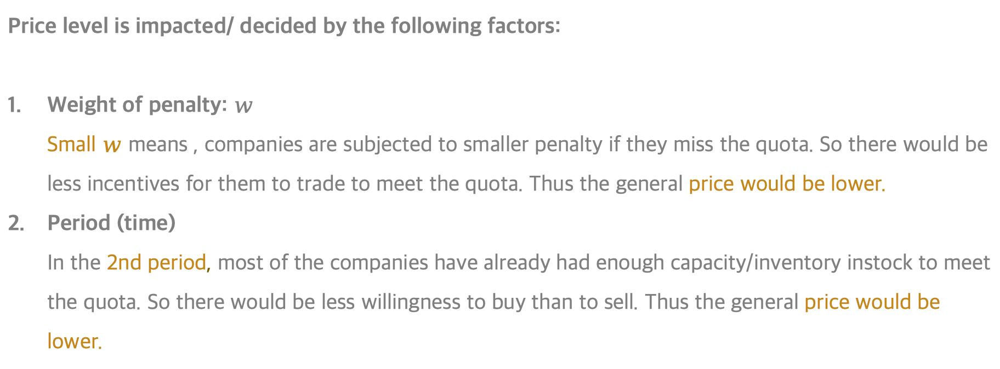 Price level is impacted/ decided by the following factors:
1. Weight of penalty: w
Small w means , companies are subjected to smaller penalty if they miss the quota. So there would be
less incentives for them to trade to meet the quota. Thus the general price would be lower.
2. Period (time)
In the 2nd period, most of the companies have already had enough capacity/inventory instock to meet
the quota. So there would be less willingness to buy than to sell. Thus the general price would be
lower.